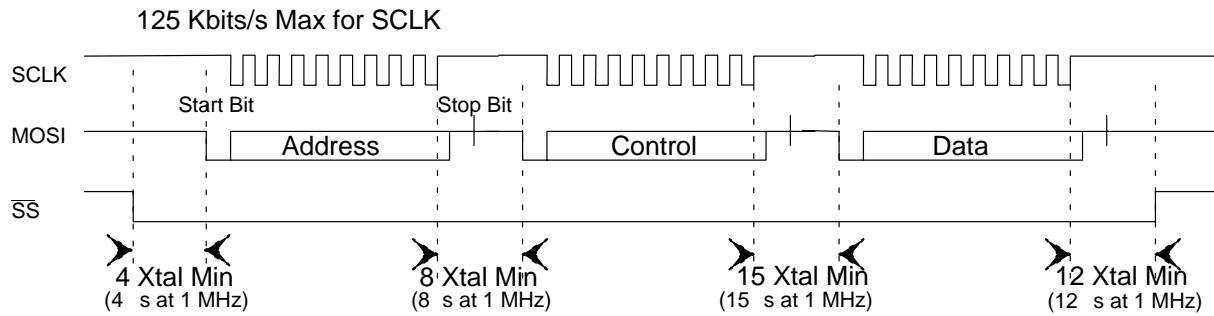 125 Kbits/s Max for SCLK
SCLK
Start Bit
Stop Bit
MOSI
Address
Control
Data
SS
4 Xtal Min
(4 s at 1 MHz)
8 Xtal Min
(8 s at 1 MHz)
15 Xtal Min
(15 s at 1 MHz)
12 Xtal Min
(12 s at 1 MHz)